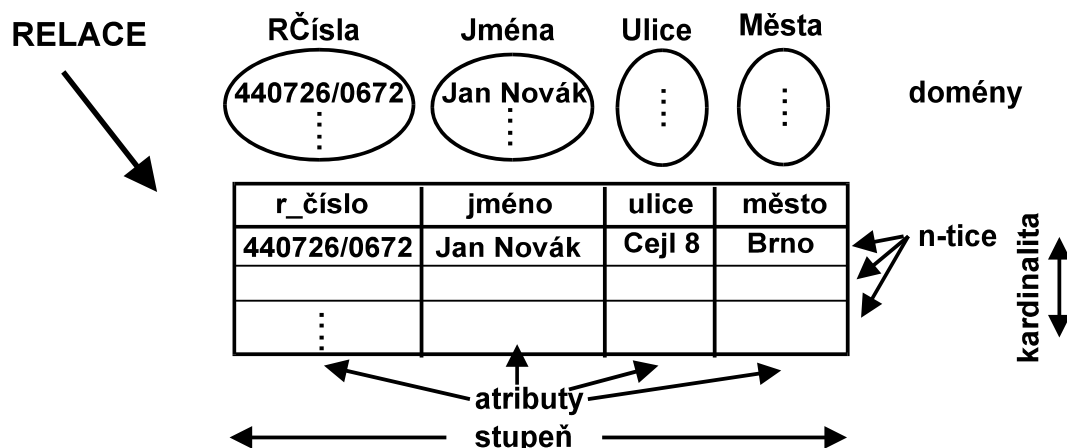 RELACE
RČísla Jména Ulice Města
440726/0672 Jan Novák
domény
r_číslo jméno ulice město
440726/0672 Jan Novák Cejl 8 Brno
n-tice
kardinalita
atributy
stupeň